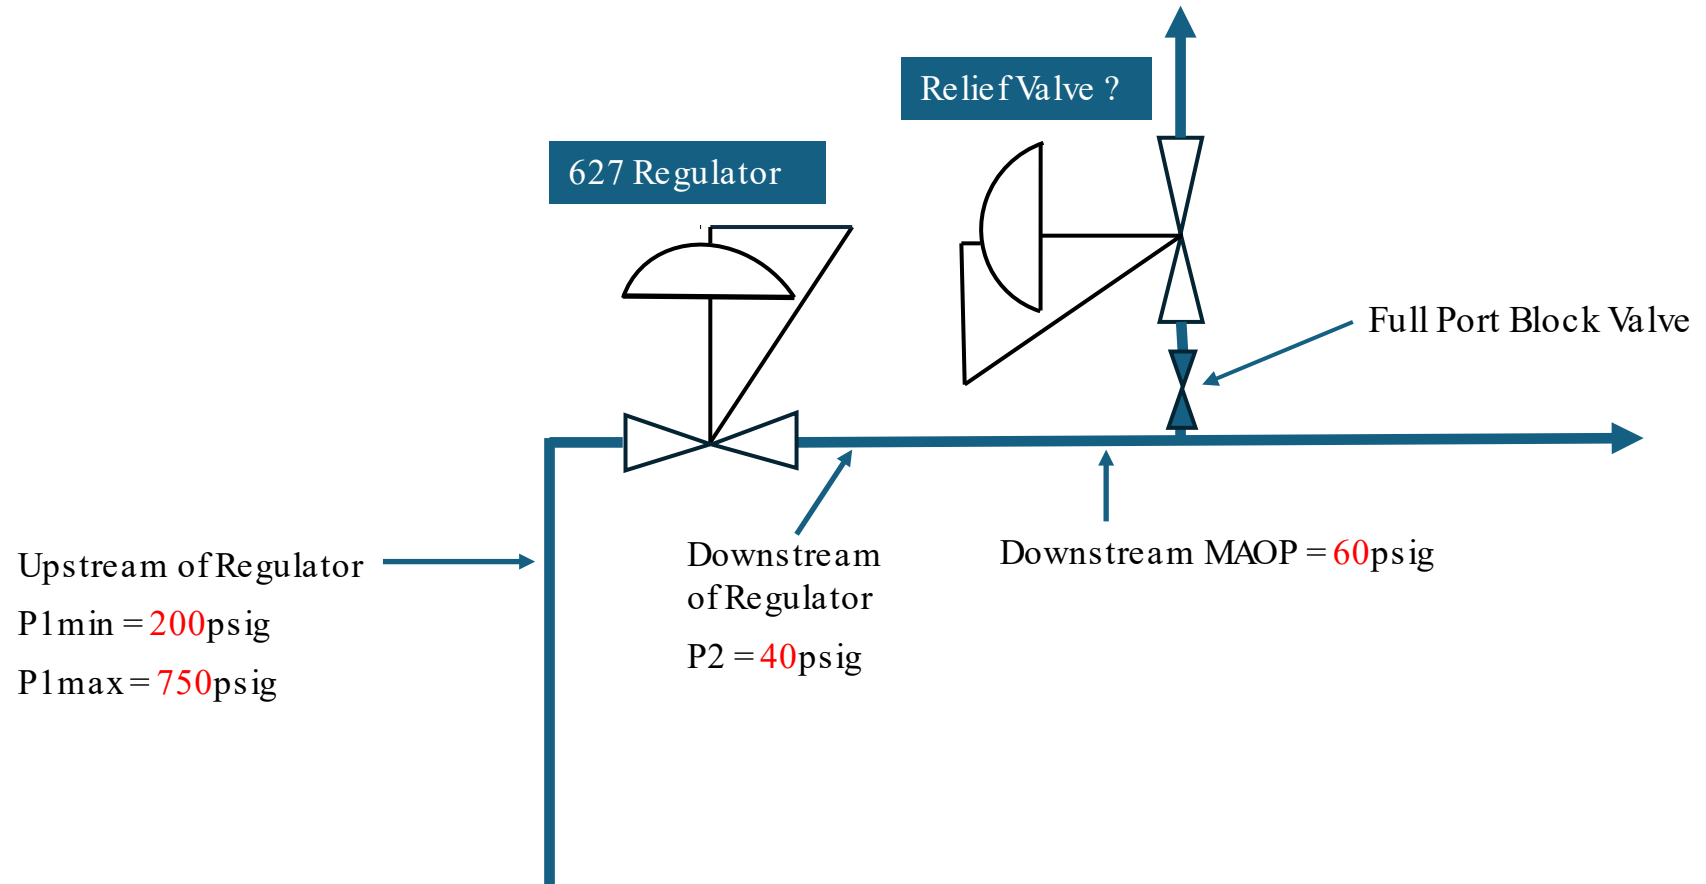 Relief Valve ?
627 Regulator
Full Port Block Valve
Upstream of Regulator
P1min = 200psig
P1max = 750psig
Downstream
of Regulator
P2 = 40psig
Downstream MAOP = 60psig